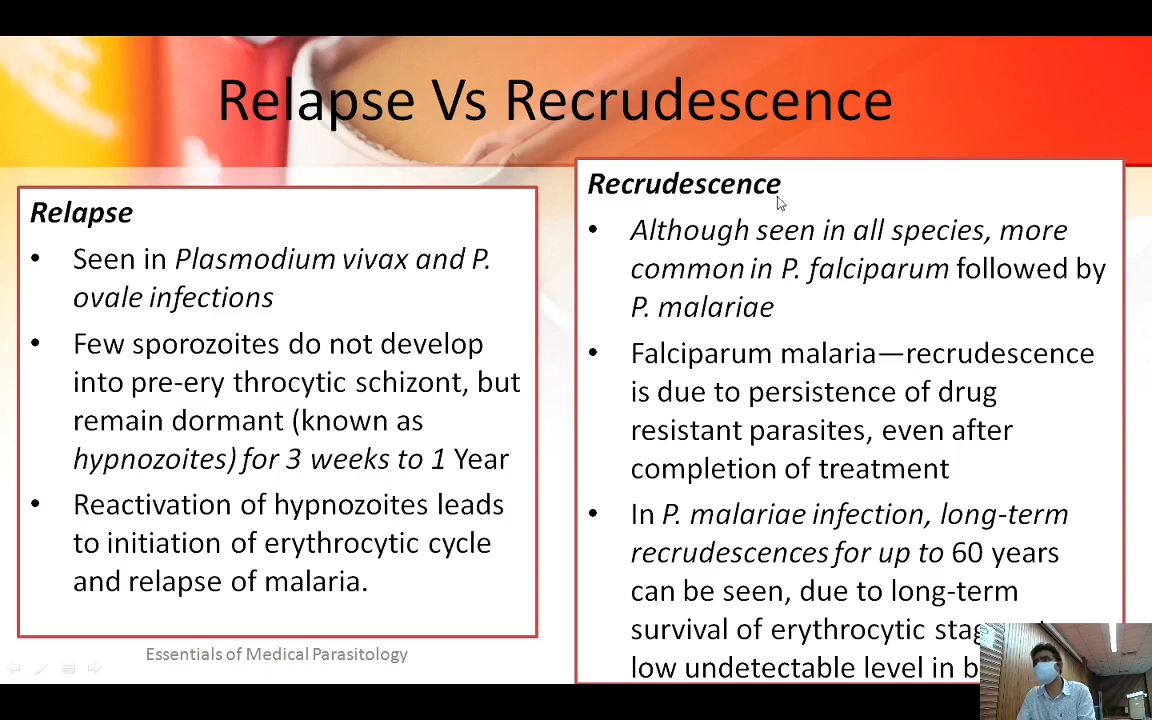 Relapse Vs Recrudescence
Relapse
• Seen in Plasmodium vivax and P.
ovale infections
• Few sporozoites do not develop
into pre-ery throcytic schizont, but
remain dormant (known as
hypnozoites) for 3 weeks to 1 Year
• Reactivation of hypnozoites leads
to initiation of erythrocytic cycle
and relapse of malaria.
Essentials of Medical Parasitology
Recrudescence
• Although seen in all species, more
common in P. falciparum followed by
P. malariae
• Falciparum malaria—recrudescence
is due to persistence of drug
resistant parasites, even after
completion of treatment
• In P. malariae infection, long-term
recrudescences for up to 60 years
can be seen, due to long-term
survival of erythrocytic
low undetectable level in